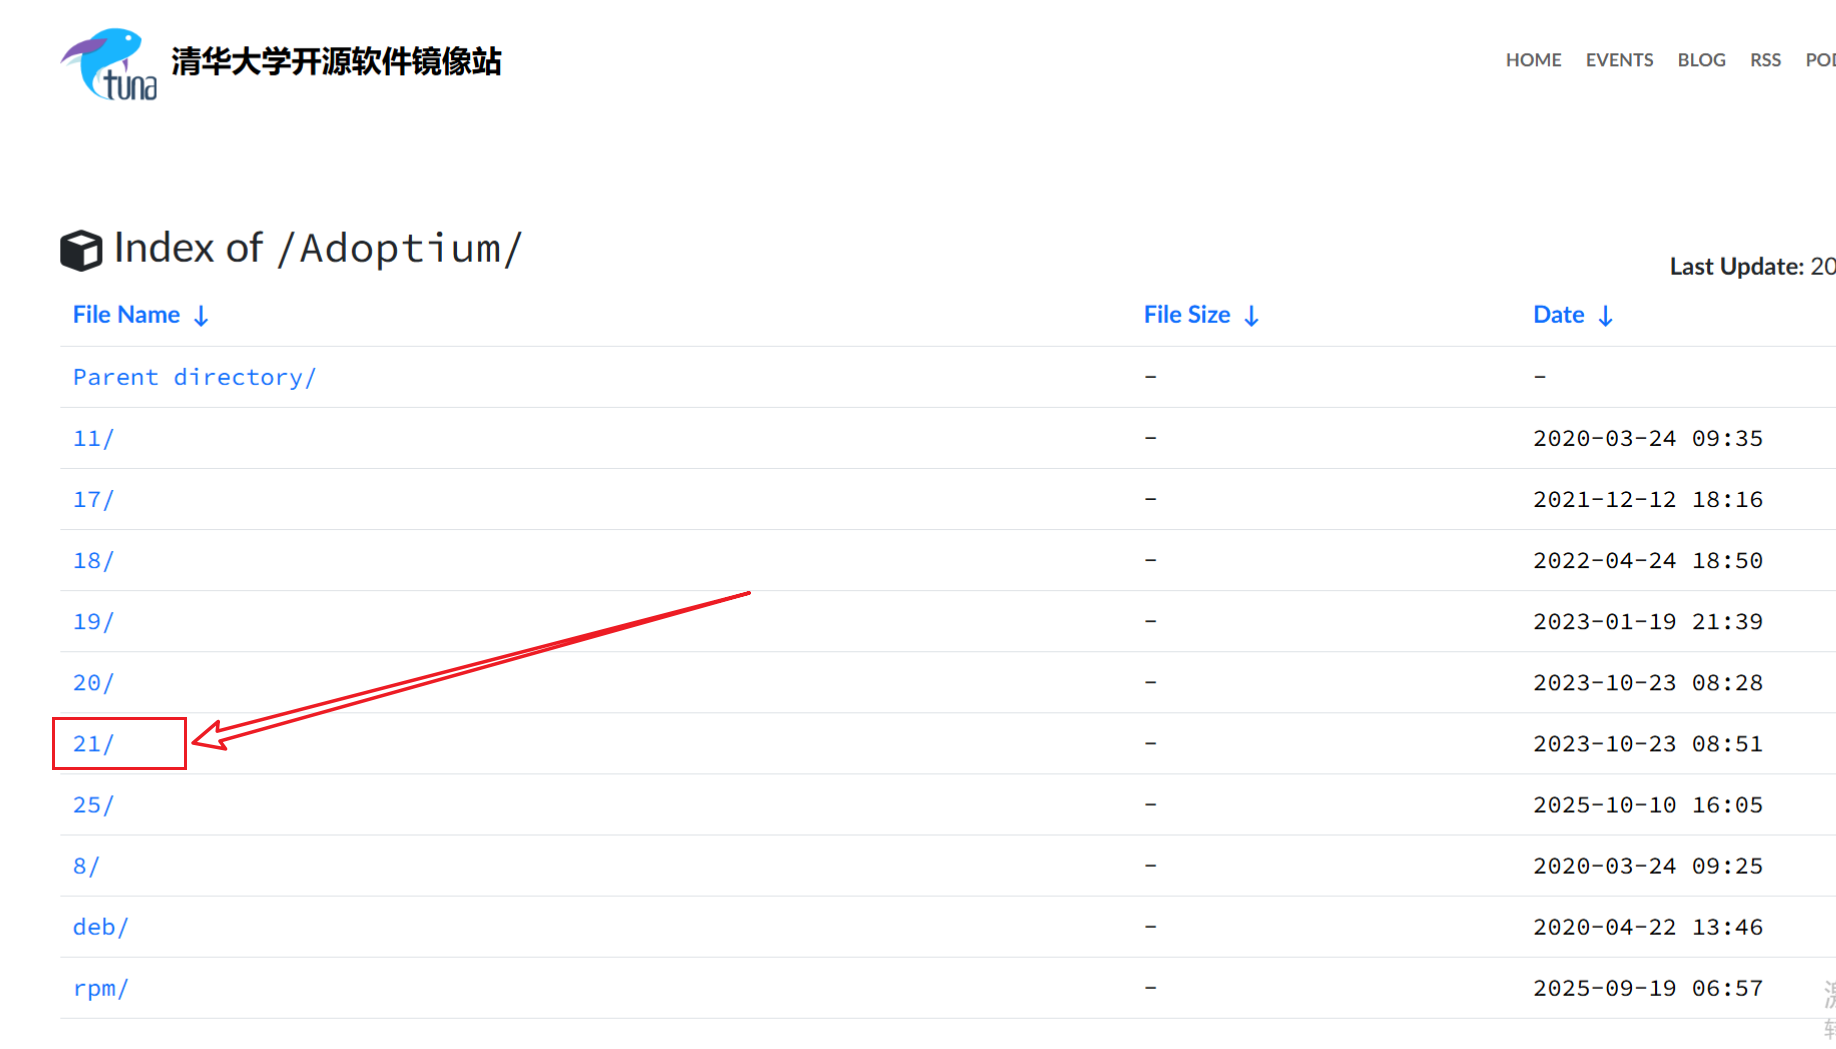 tuna 清华大学开源软件镜像站
HOME EVENTS BLOG RSS
Index of /Adoptium/
Last Update: 20
File Name ↓ File Size ↓ Date ↓
Parent directory/ - -
11/ - 2020-03-24 09:35
17/ - 2021-12-12 18:16
18/ - 2022-04-24 18:50
19/ - 2023-01-19 21:39
20/ - 2023-10-23 08:28
21/ - 2023-10-23 08:51
25/ - 2025-10-10 16:05
8/ - 2020-03-24 09:25
deb/ - 2020-04-22 13:46
rpm/ - 2025-09-19 06:57